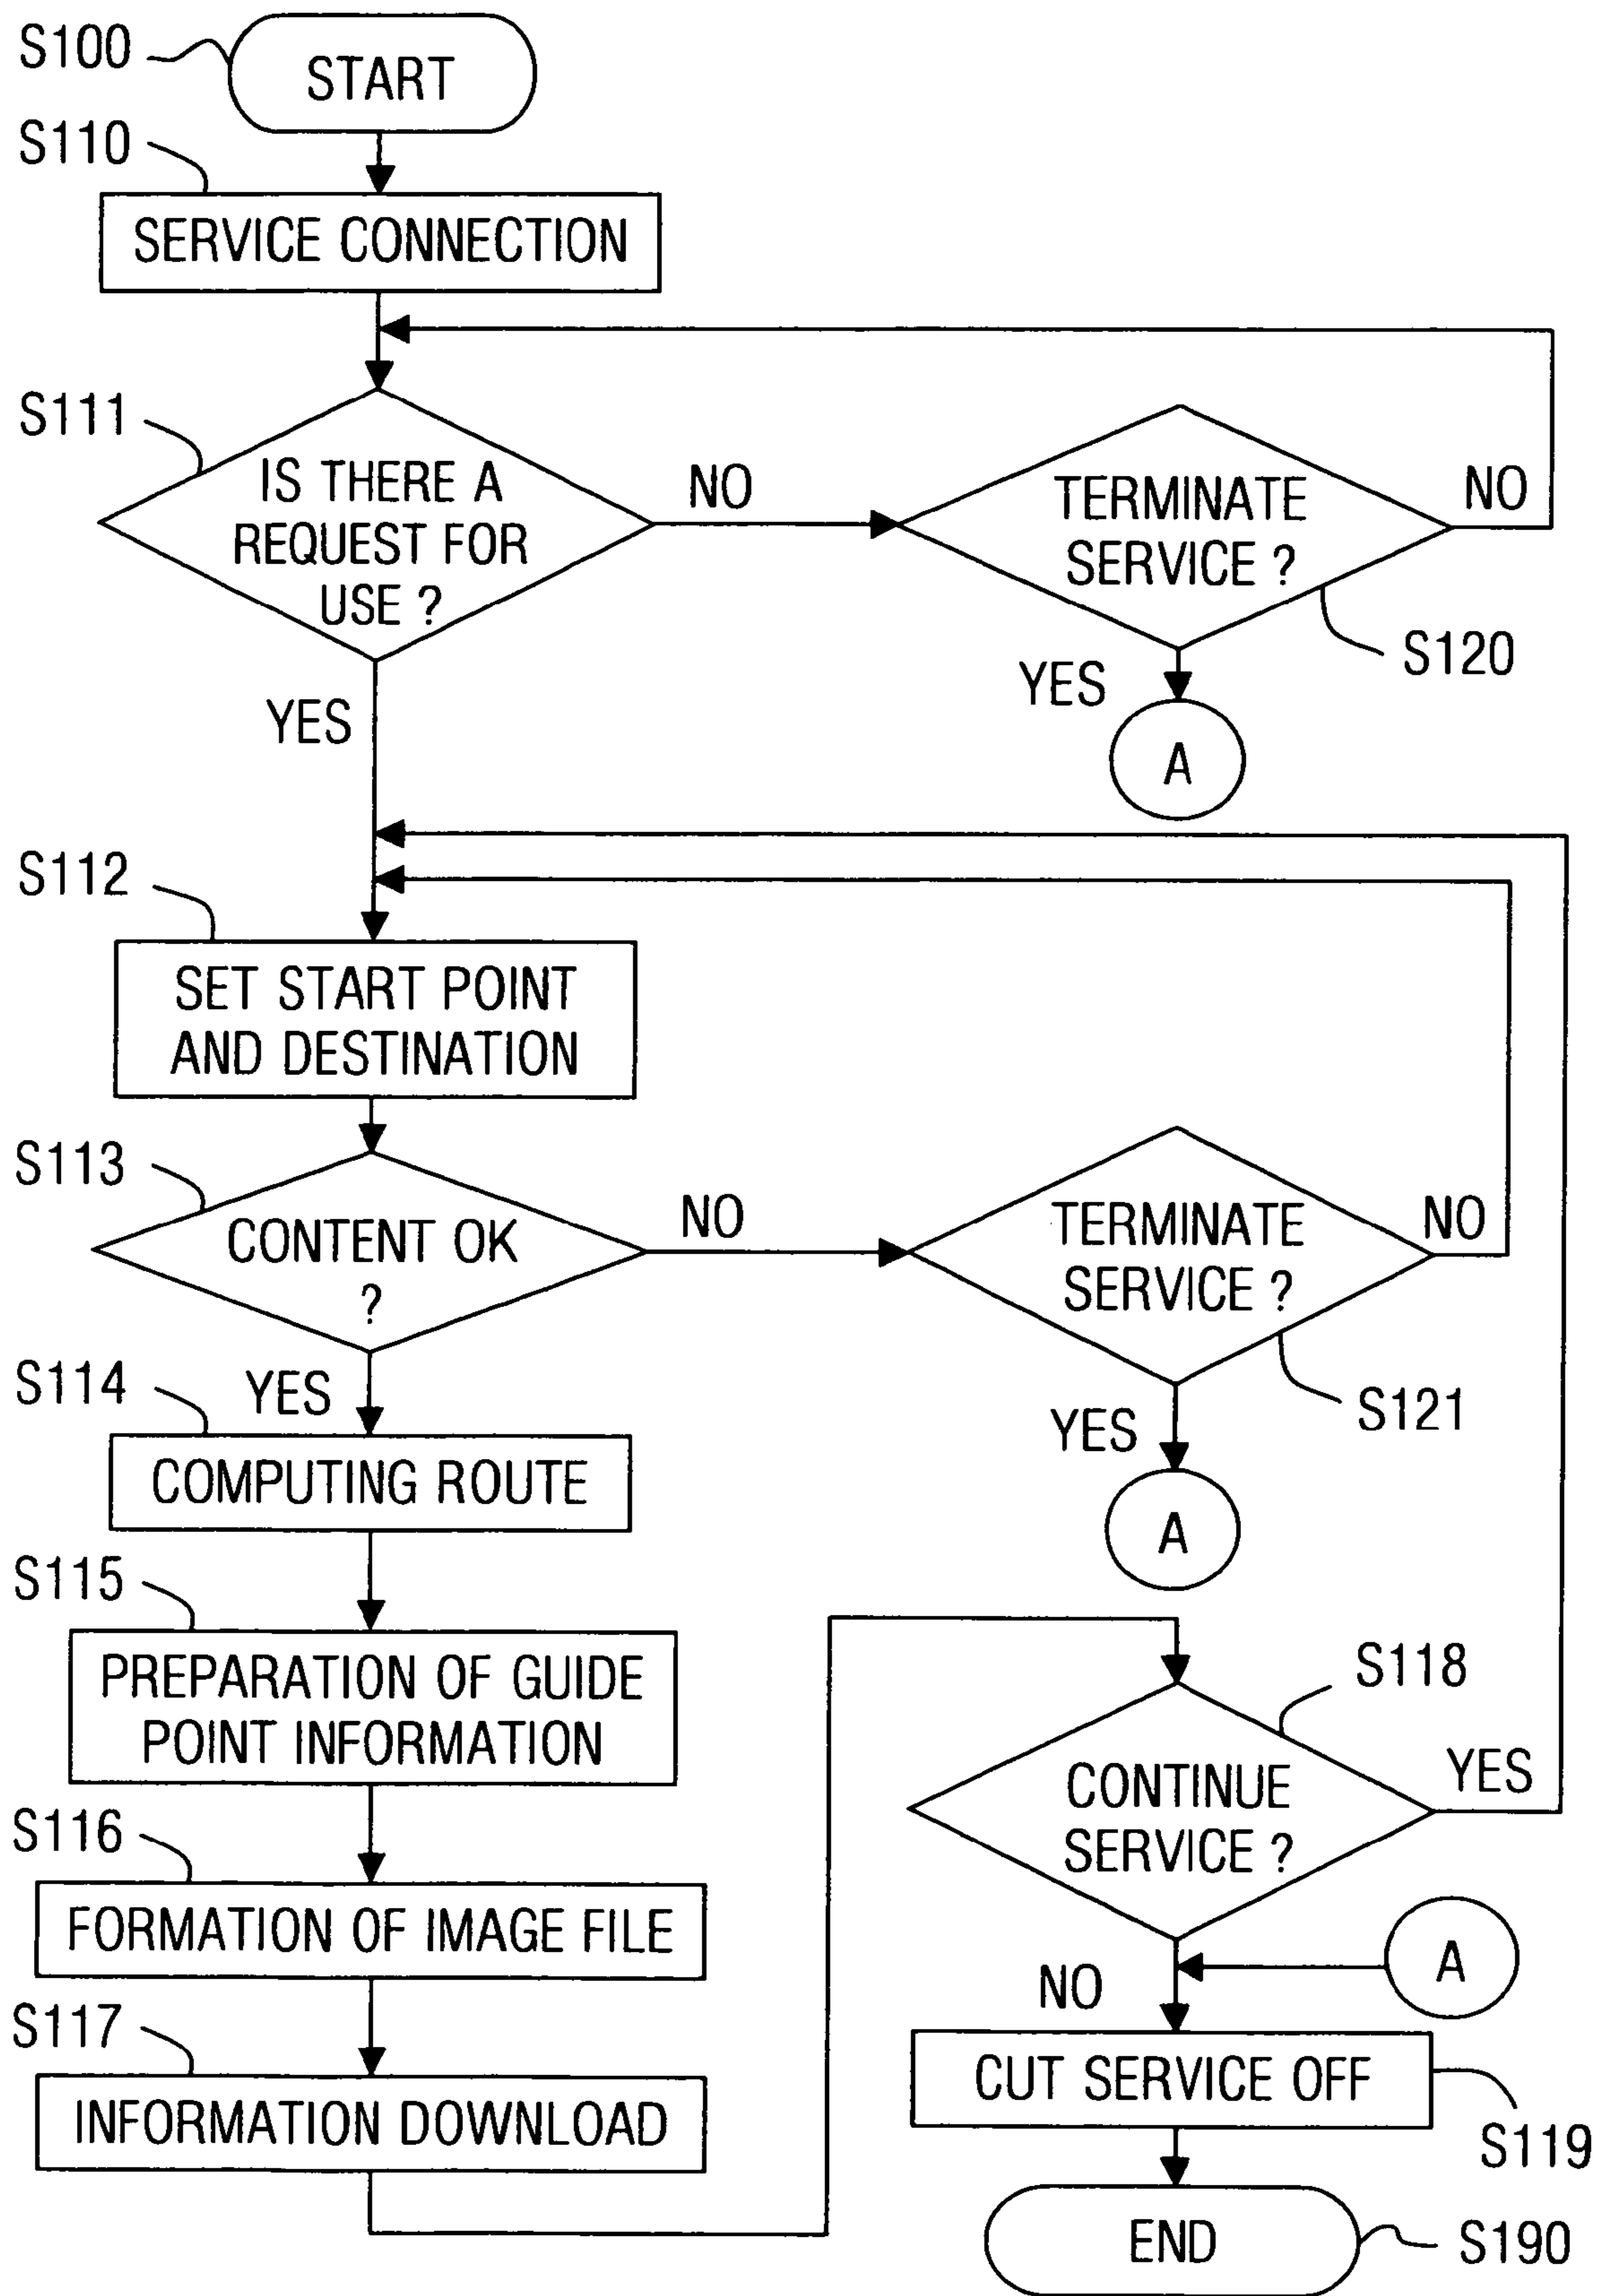 S100
START
S110
SERVICE CONNECTION
S111
IS THERE A
REQUEST FOR
USE ?
NO
TERMINATE
SERVICE ?
NO
S120
YES
A
YES
S112
SET START POINT
AND DESTINATION
S113
CONTENT OK
?
NO
TERMINATE
SERVICE ?
NO
S121
YES
A
YES
S114
COMPUTING ROUTE
S115
PREPARATION OF GUIDE
POINT INFORMATION
S116
FORMATION OF IMAGE FILE
S117
INFORMATION DOWNLOAD
S118
CONTINUE
SERVICE ?
YES
NO
A
CUT SERVICE OFF
S119
END
S190